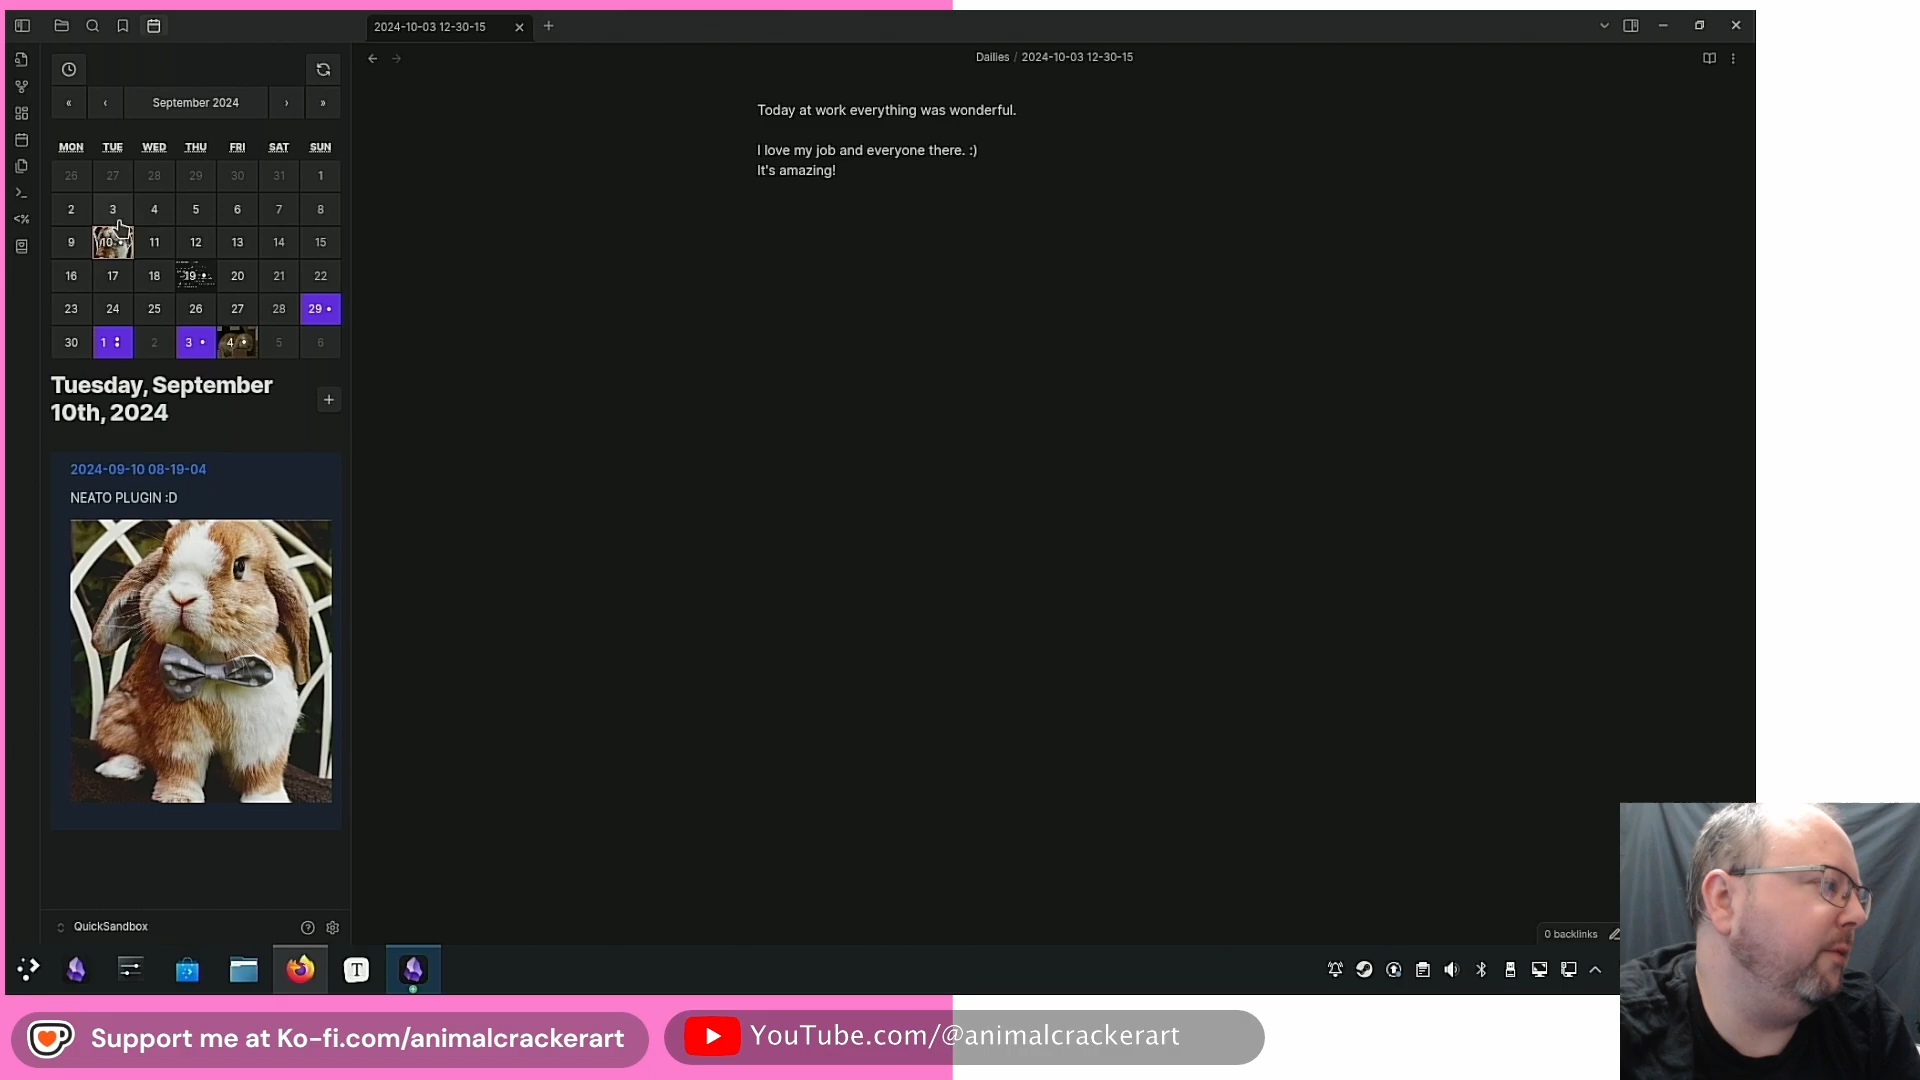 2024-10-03 12-30-15
Dailies / 2024-10-03 12-30-15
« ‹ September 2024 › »
MON TUE WED THU FRI SAT SUN
26 27 28 29 30 31 1
2 3 4 5 6 7 8
9 10 11 12 13 14 15
16 17 18 19 20 21 22
23 24 25 26 27 28 29
30 1 2 3 4 5 6
Tuesday, September
10th, 2024
2024-09-10 08-19-04
NEATO PLUGIN :D
QuickSandbox
Today at work everything was wonderful.
I love my job and everyone there. :)
It's amazing!
0 backlinks
T
Support me at Ko-fi.com/animalcrackerart
YouTube.com/@animalcrackerart